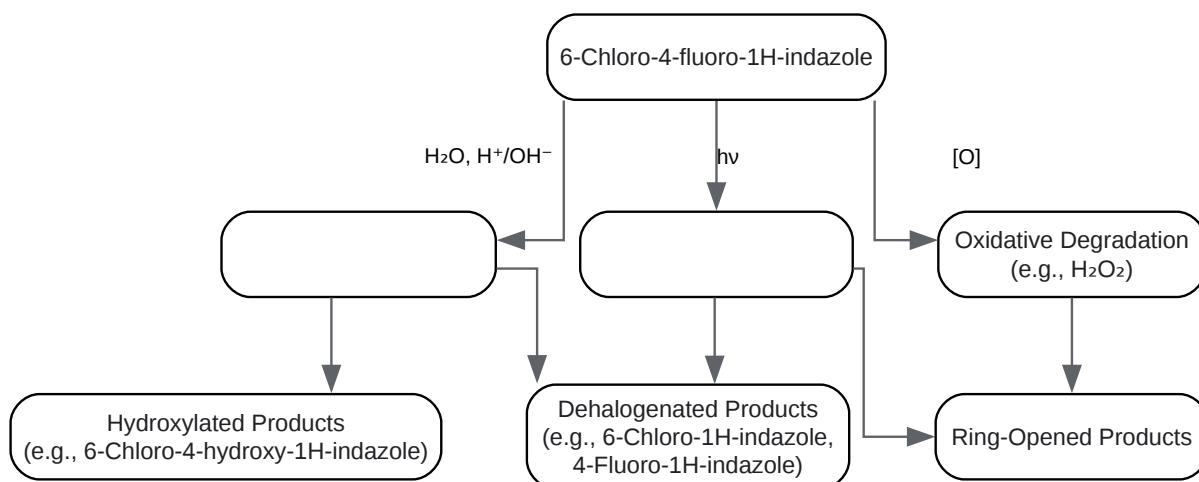 6-Chloro-4-fluoro-1H-indazole
H₂O, H⁺/OH⁻
hν
[O]
Oxidative Degradation
(e.g., H₂O₂)
Hydroxylated Products
(e.g., 6-Chloro-4-hydroxy-1H-indazole)
Dehalogenated Products
(e.g., 6-Chloro-1H-indazole,
4-Fluoro-1H-indazole)
Ring-Opened Products